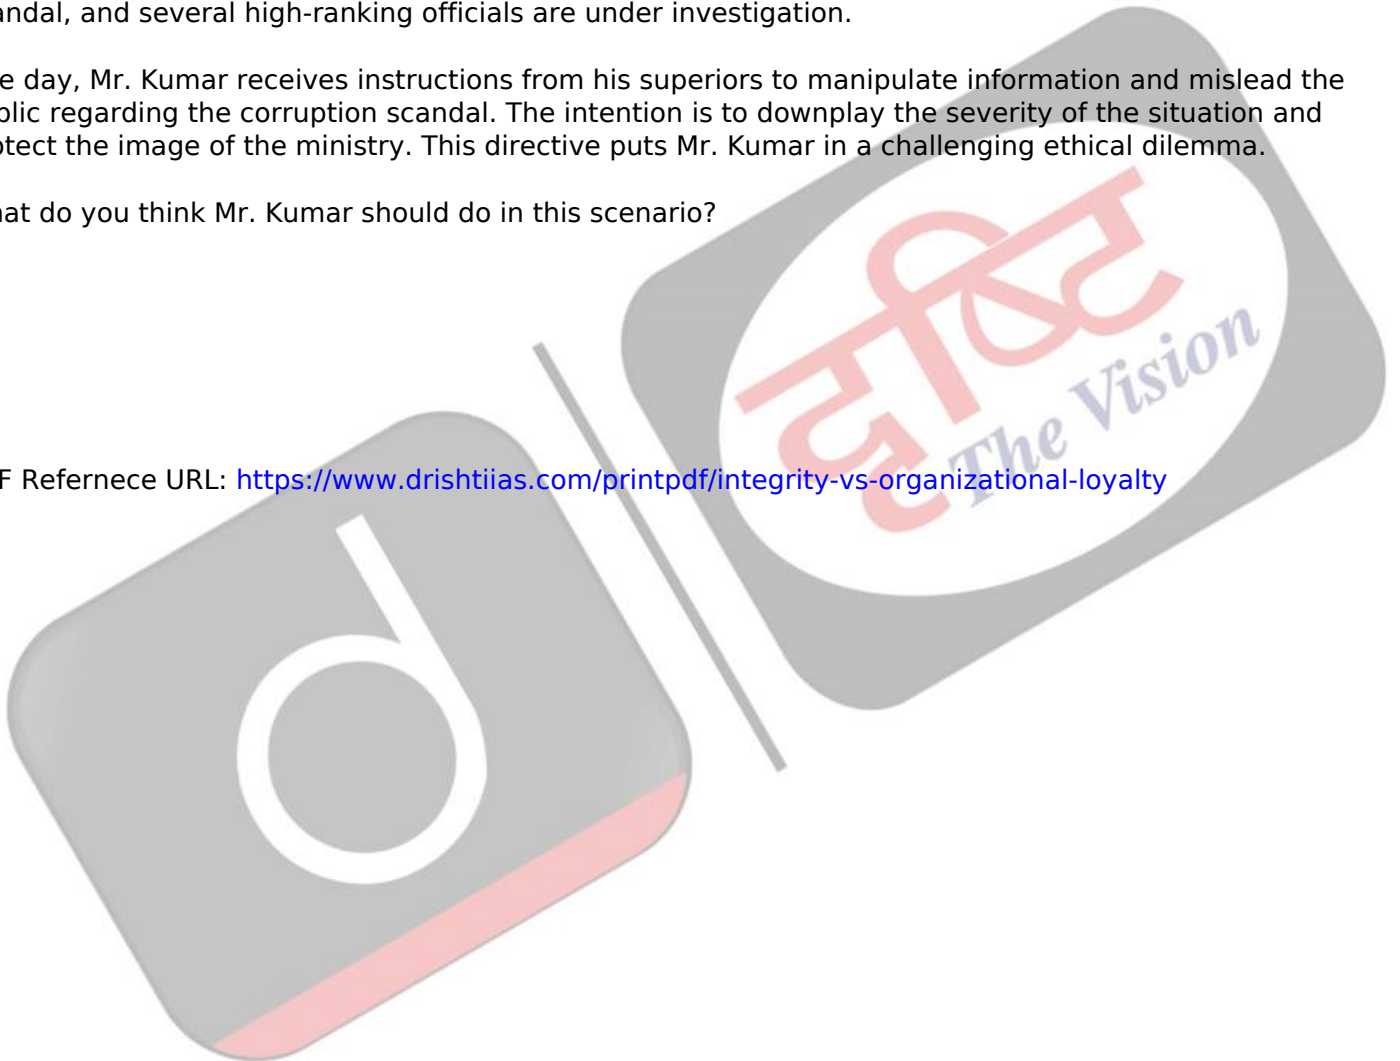 andal, and several high-ranking officials are under investigation.
e day, Mr. Kumar receives instructions from his superiors to manipulate information and mislead the
blic regarding the corruption scandal. The intention is to downplay the severity of the situation and
otect the image of the ministry. This directive puts Mr. Kumar in a challenging ethical dilemma.
at do you think Mr. Kumar should do in this scenario?
दृष्टि
The Vision
F Refernece URL: https://www.drishtiias.com/printpdf/integrity-vs-organizational-loyalty
d